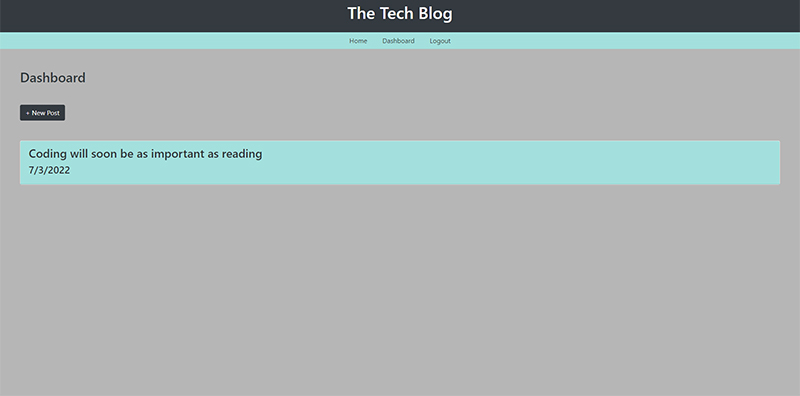 The Tech Blog
Home Dashboard Logout
Dashboard
+ New Post
Coding will soon be as important as reading
7/3/2022